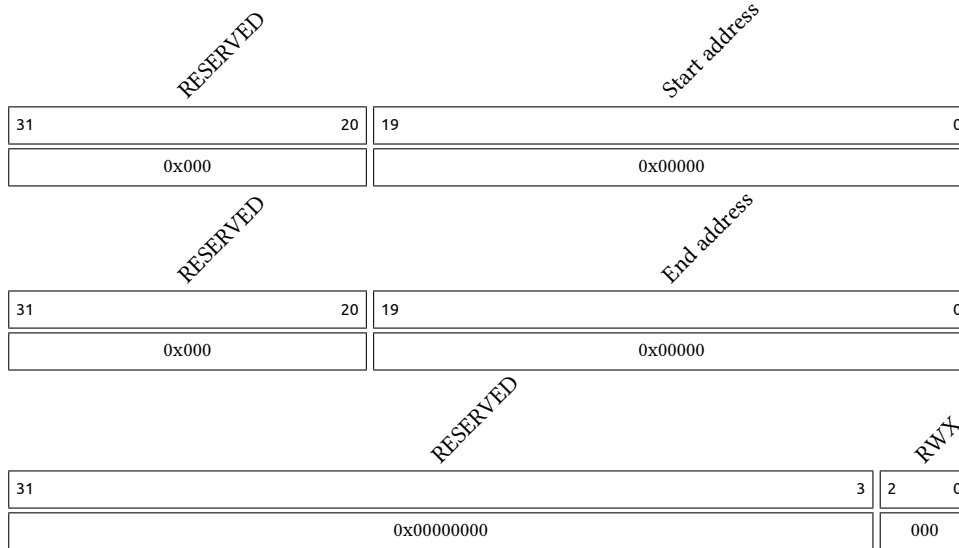 RESERVED Start address
31 20 19 0
0x000 0x00000
RESERVED End address
31 20 19 0
0x000 0x00000
RESERVED RWX
31 3 2 0
0x00000000 000